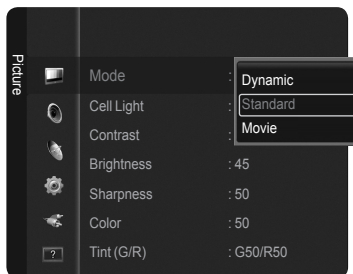 Picture
Mode : Dynamic
Standard
Cell Light :
Movie
Contrast :
Brightness : 45
Sharpness : 50
Color : 50
Tint (G/R) : G50/R50
?